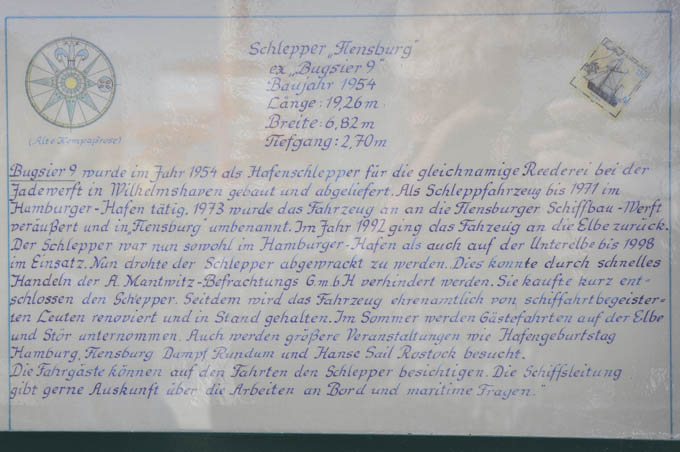 Schlepper „Flensburg"
ex „Bugsier 9"
Baujahr 1954
Länge: 19,26 m
Breite: 6,82 m
Tiefgang: 2,70 m
(Alte Kompaßrose)
Bugsier 9 wurde im Jahr 1954 als Hafenschlepper für die gleichnamige Reederei bei der
Jadewerft in Wilhelmshaven gebaut und abgeliefert. Als Schleppfahrzeug bis 1971 im
Hamburger-Hafen tätig, 1973 wurde das Fahrzeug an an die Flensburger Schiffbau-Werft
veräußert und in „Flensburg" umbenannt. Im Jahr 1992 ging das Fahzeug an die Elbe zurück.
Der Schlepper war nun sowohl im Hamburger-Hafen als auch auf der Unterelbe bis 1998
im Einsatz. Nun drohte der Schlepper abgewrackt zu werden. Dies konnte durch schnelles
Handeln der A. Mantwitz-Befrachtungs GmbH verhindert werden. Sie kaufte kurz ent-
schlossen den Schepper. Seitdem wird das Fahrzeug ehrenamtlich von schiffahrtbegeister-
ten Leuten renoviert und in Stand gehalten. Im Sommer werden Gästefahrten auf der Elbe
und Stör unternommen. Auch werden größere Veranstaltungen wie Hafengeburtstag
Hamburg, Flensburg Dampf Rundum und Hanse Sail Rostock besucht.
Die Fahrgäste können auf den Fahrten den Schlepper besichtigen. Die Schiffsleitung
gibt gerne Auskunft über die Arbeiten an Bord und maritime Fragen."